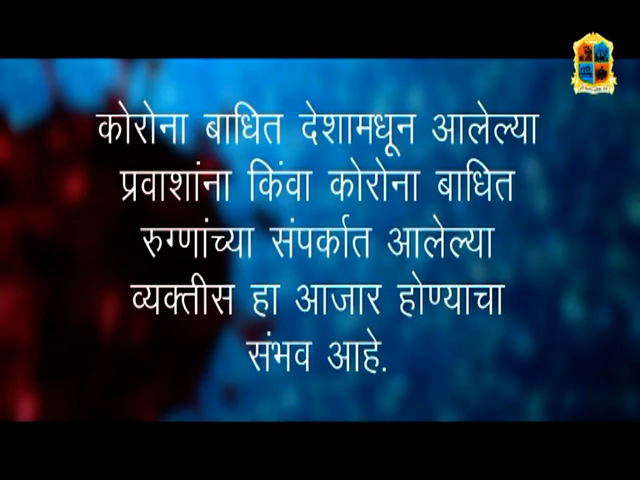 कोरोना बाधित देशामधून आलेल्या
प्रवाशांना किंवा कोरोना बाधित
रुग्णांच्या संपर्कात आलेल्या
व्यक्तीस हा आजार होण्याचा
संभव आहे.